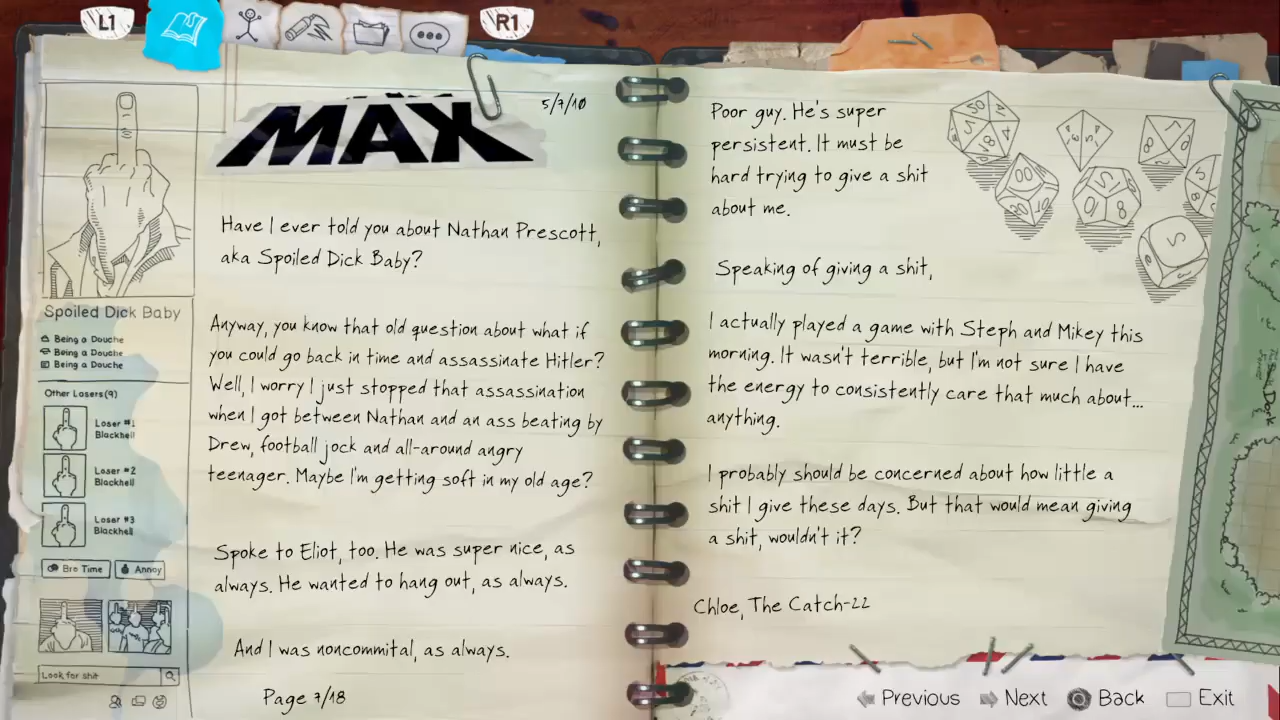 L1
R1
MAX
5/7/10
Have I ever told you about Nathan Prescott,
aka Spoiled Dick Baby?
Anyway, you know that old question about what if
you could go back in time and assassinate Hitler?
Well, I worry I just stopped that assassination
when I got between Nathan and an ass beating by
Drew, football jock and all-around angry
teenager. Maybe I'm getting soft in my old age?
Spoke to Eliot, too. He was super nice, as
always. He wanted to hang out, as always.
And I was noncommital, as always.
Page 7/18
Spoiled Dick Baby
Being a Douche
Being a Douche
Being a Douche
Other Losers(9)
Loser #1
Blackhell
Loser #2
Blackhell
Loser #3
Blackhell
Bro Time
Annoy
Look for shit
Poor guy. He's super
persistent. It must be
hard trying to give a shit
about me.
Speaking of giving a shit,
I actually played a game with Steph and Mikey this
morning. It wasn't terrible, but I'm not sure I have
the energy to consistently care that much about...
anything.
I probably should be concerned about how little a
shit I give these days. But that would mean giving
a shit, wouldn't it?
Chloe, The Catch-22
Previous
Next
Back
Exit